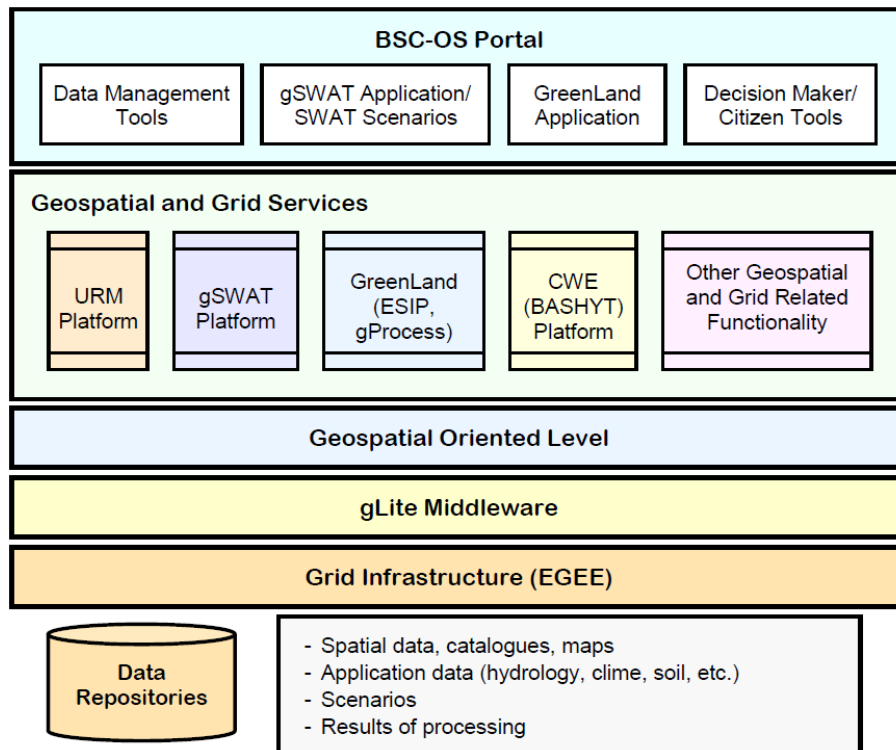 BSC-OS Portal
Data Management
Tools
gSWAT Application/
SWAT Scenarios
GreenLand
Application
Decision Maker/
Citizen Tools
Geospatial and Grid Services
URM
Platform
gSWAT
Platform
GreenLand
(ESIP,
gProcess)
CWE
(BASHYT)
Platform
Other Geospatial
and Grid Related
Functionality
Geospatial Oriented Level
gLite Middleware
Grid Infrastructure (EGEE)
Data
Repositories
- Spatial data, catalogues, maps
- Application data (hydrology, clime, soil, etc.)
- Scenarios
- Results of processing